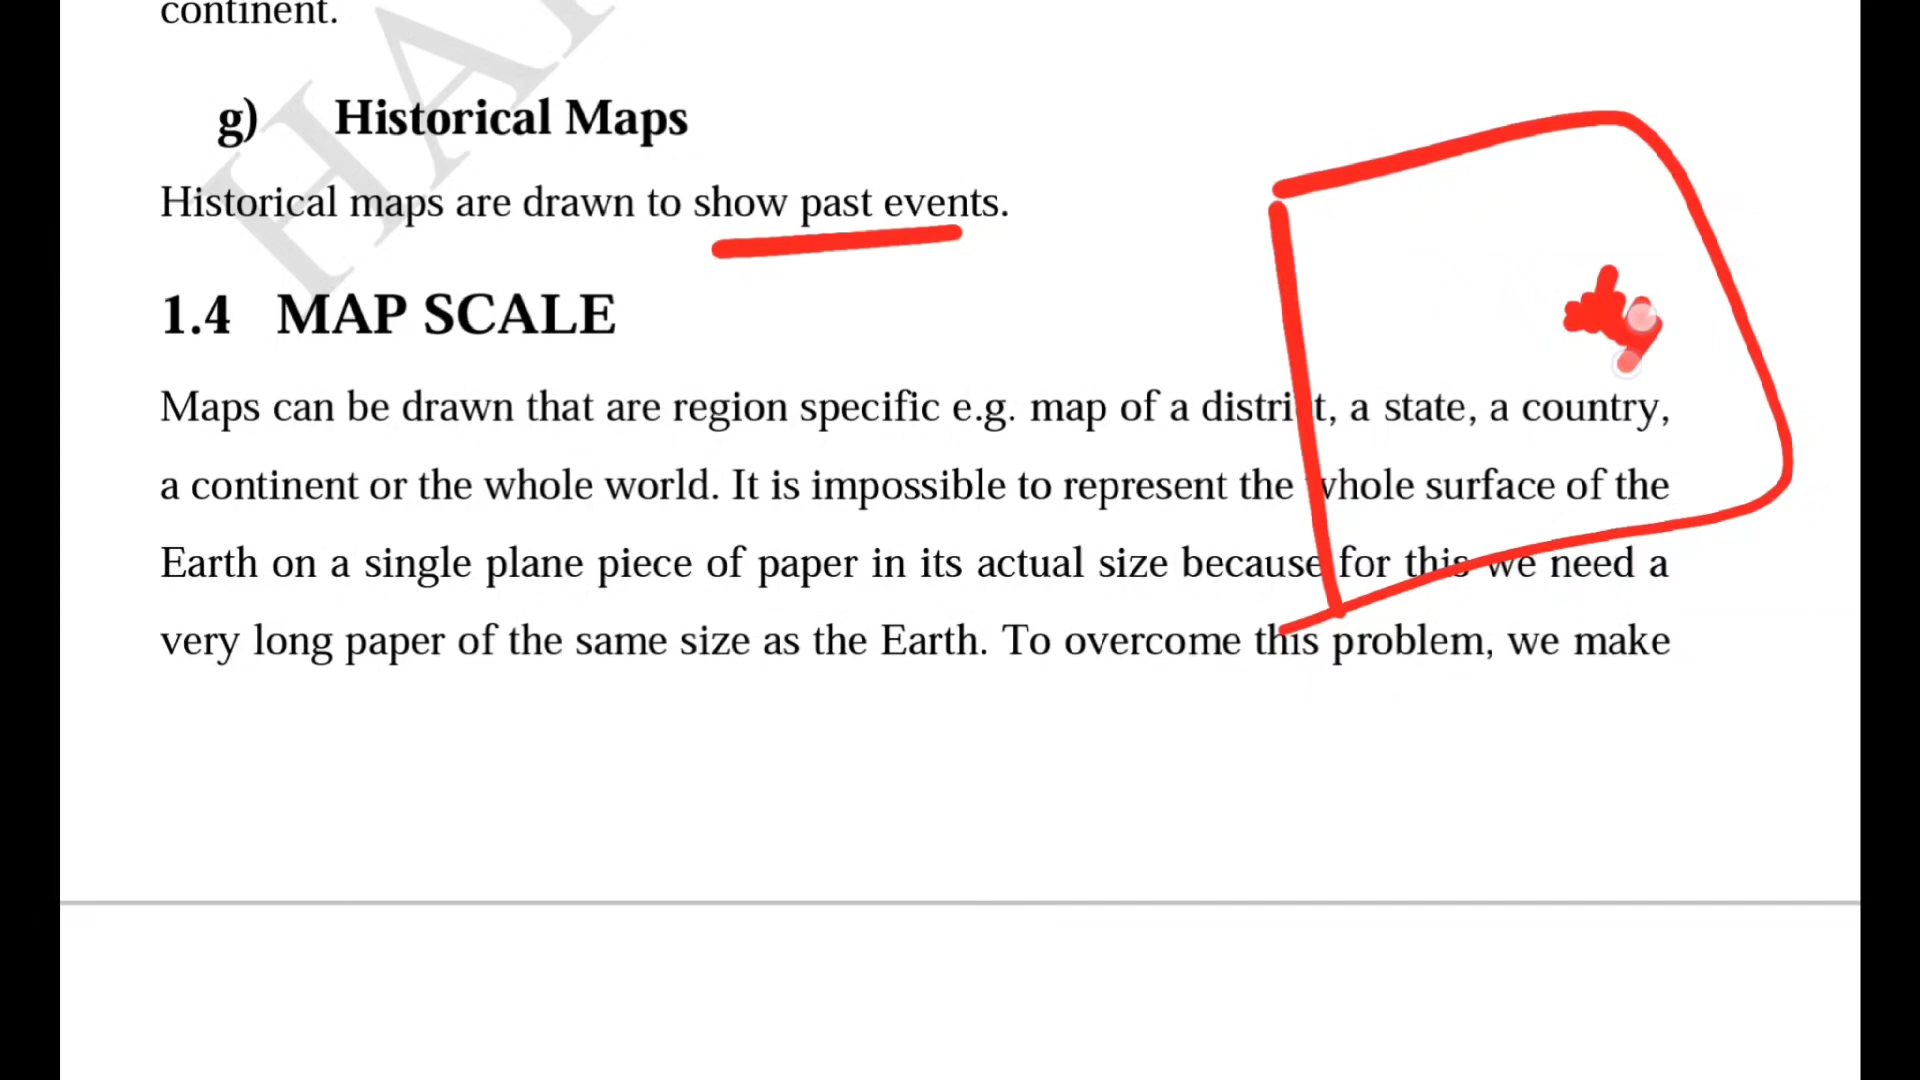 continent.
g) Historical Maps
Historical maps are drawn to show past events.
1.4 MAP SCALE
Maps can be drawn that are region specific e.g. map of a district, a state, a country,
a continent or the whole world. It is impossible to represent the whole surface of the
Earth on a single plane piece of paper in its actual size because for this we need a
very long paper of the same size as the Earth. To overcome this problem, we make